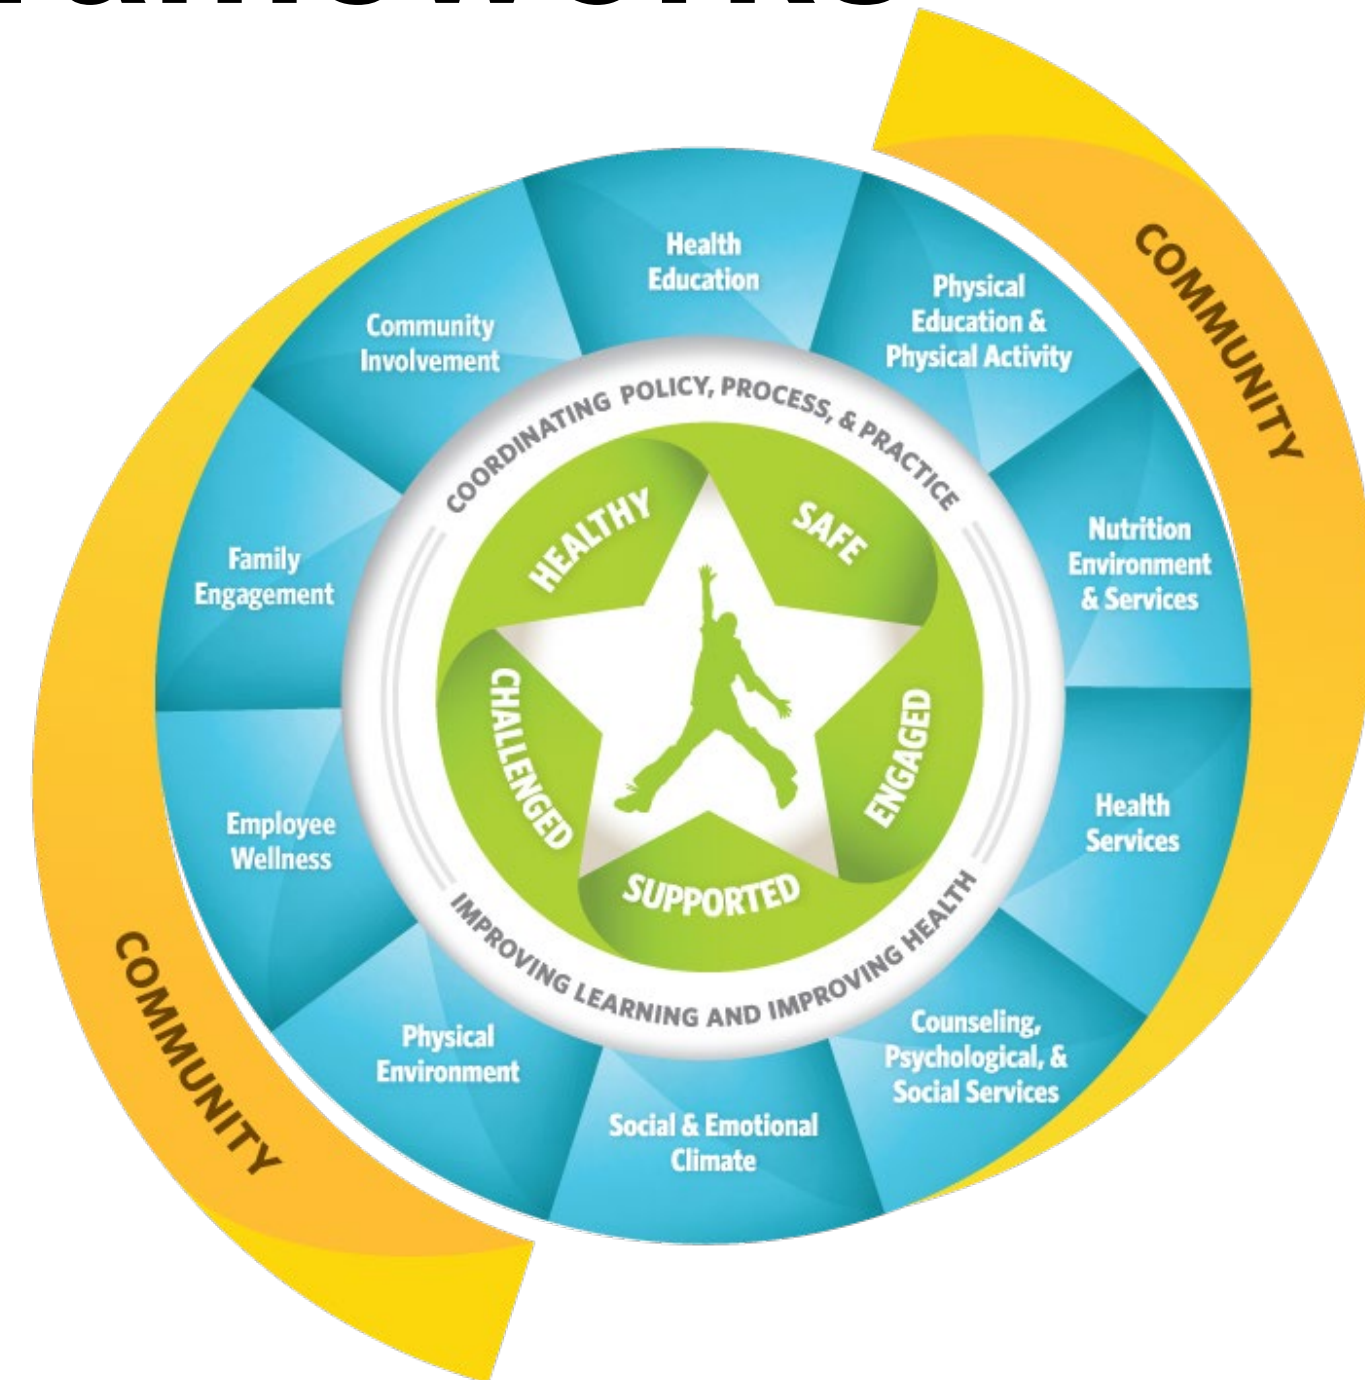 Health
Education
Physical
Education &
Physical Activity
Nutrition
Environment
& Services
Health
Services
Counseling,
Psychological, &
Social Services
Social & Emotional
Climate
Physical
Environment
Employee
Wellness
Family
Engagement
Community
Involvement
COMMUNITY
COMMUNITY
COORDINATING POLICY, PROCESS, & PRACTICE
IMPROVING LEARNING AND IMPROVING HEALTH
HEALTHY
SAFE
ENGAGED
SUPPORTED
CHALLENGED